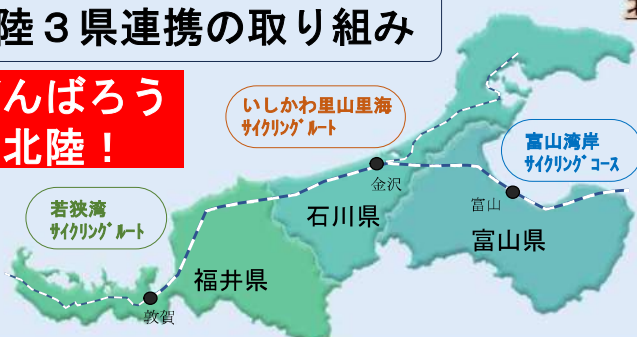 陸３県連携の取り組み
んばろう
北陸！
いしかわ里山里海
ｻｲｸﾘﾝｸﾞﾙｰﾄ
富山湾岸
ｻｲｸﾘﾝｸﾞｺｰｽ
金沢
富山
石川県
富山県
若狭湾
ｻｲｸﾘﾝｸﾞﾙｰﾄ
福井県
敦賀